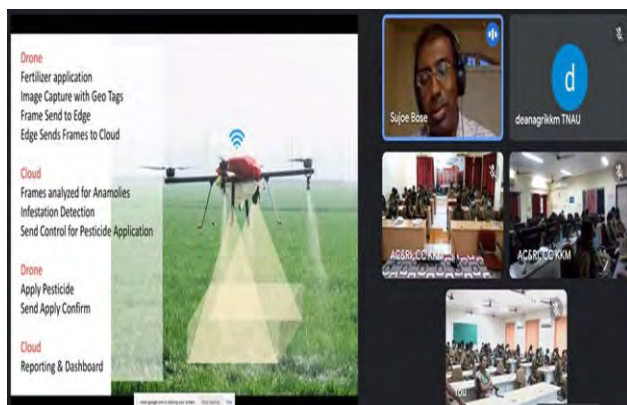 Drone
Fertilizer application
Image Capture with Geo Tags
Frame Send to Edge
Edge Sends Frames to Cloud
Cloud
Frames analyzed for Anamolies
Infestation Detection
Send Control for Pesticide Application
Drone
Apply Pesticide
Send Apply Confirm
Cloud
Reporting & Dashboard
Sujoe Bose
d
deanagrikkm TNAU
AC&RI, CC KKM
AC&RI, CC KKM
You